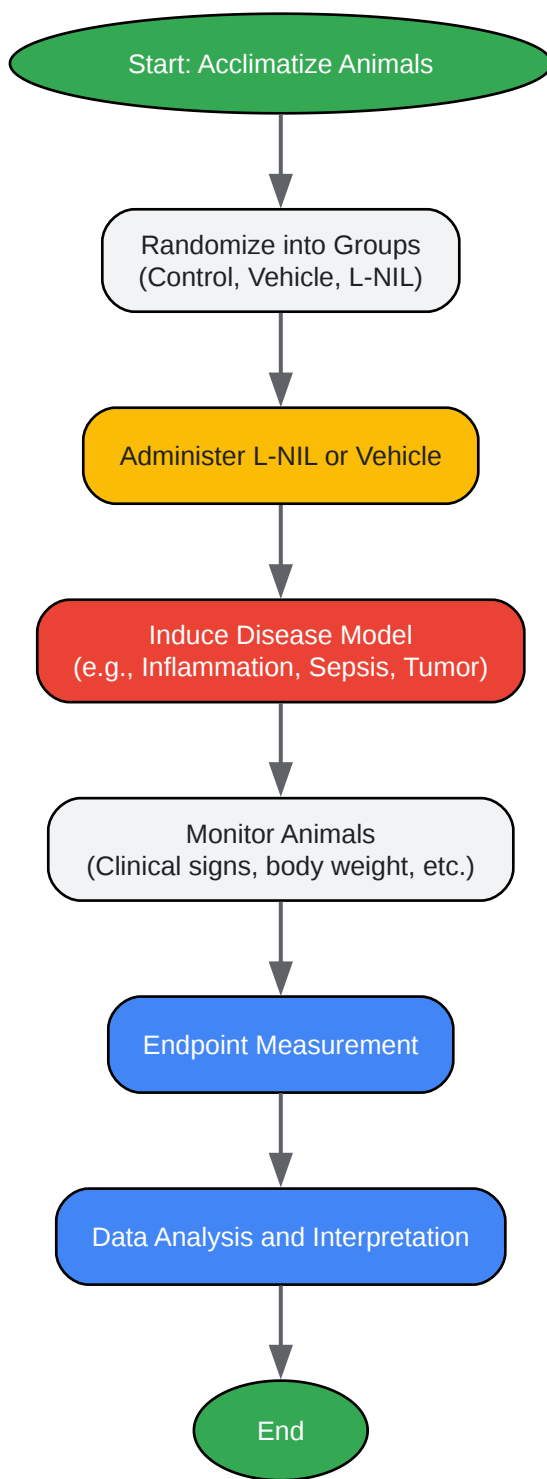 Start: Acclimatize Animals
Randomize into Groups
(Control, Vehicle, L-NIL)
Administer L-NIL or Vehicle
Induce Disease Model
(e.g., Inflammation, Sepsis, Tumor)
Monitor Animals
(Clinical signs, body weight, etc.)
Endpoint Measurement
Data Analysis and Interpretation
End